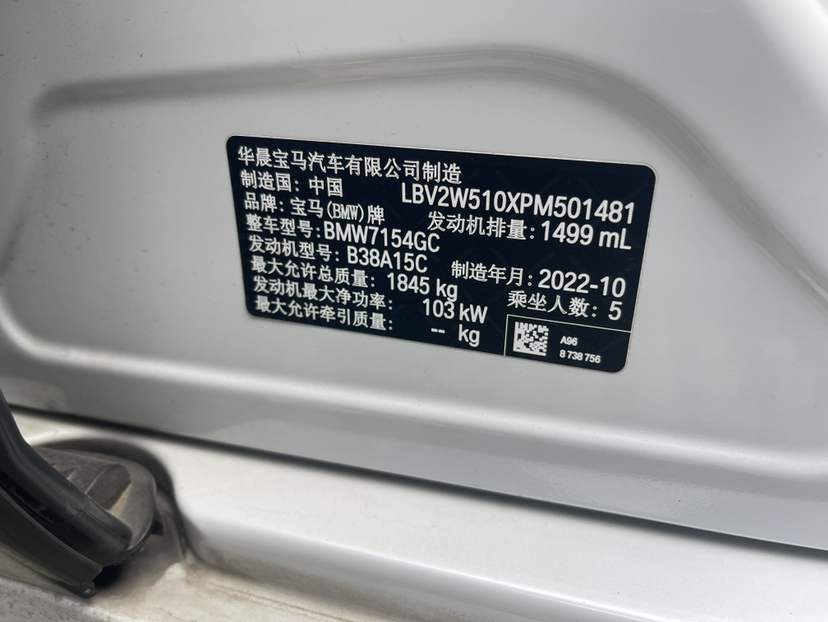 华晨宝马汽车有限公司制造
制造国：中国 LBV2W510XPM501481
品牌：宝马(BMW)牌 发动机排量：1499 mL
整车型号：BMW7154GC
发动机型号：B38A15C 制造年月：2022-10
最大允许总质量：1845 kg 乘坐人数：5
发动机最大净功率：103 kW
最大允许牵引质量：-- kg
A96
8 738 756